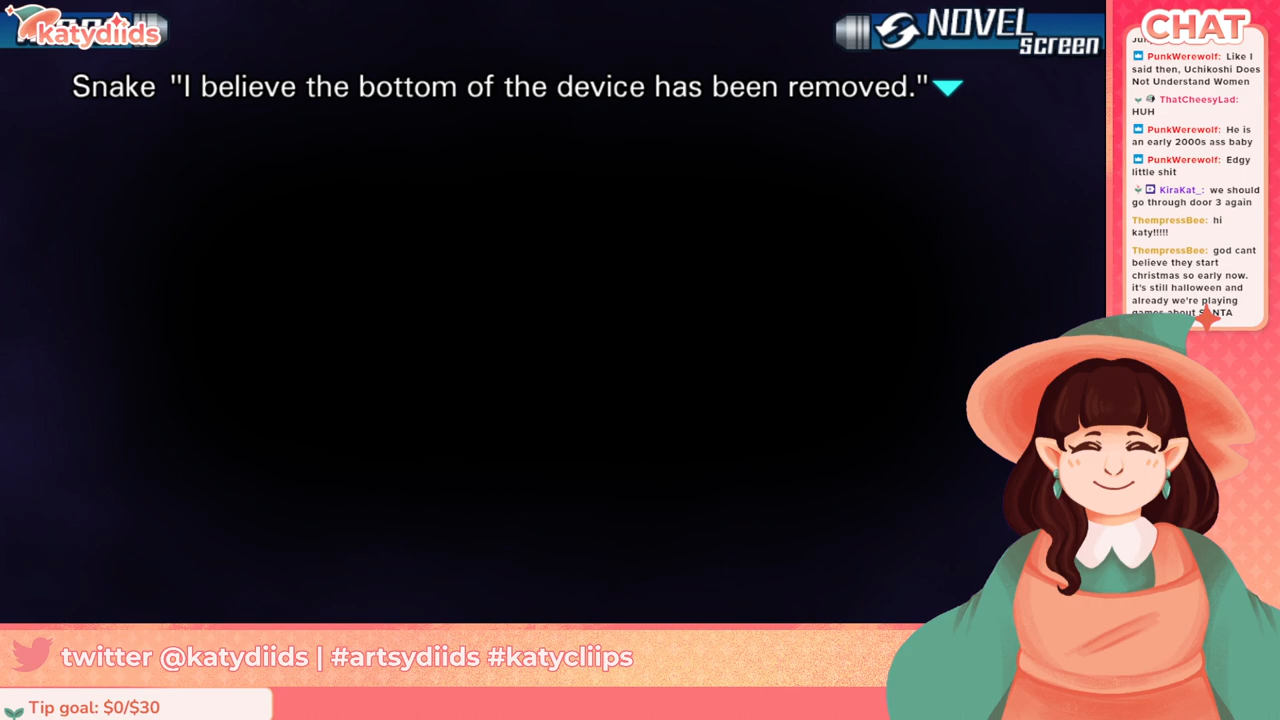 katydiids
NOVEL
Screen
CHAT
Snake "I believe the bottom of the device has been removed."
PunkWerewolf: Like I
said then, Uchikoshi Does
Not Understand Women
ThatCheesyLad:
HUH
PunkWerewolf: He is
an early 2000s ass baby
PunkWerewolf: Edgy
little shit
KiraKat_: we should
go through door 3 again
ThempressBee: hi
katy!!!!!
ThempressBee: god cant
believe they start
christmas so early now.
it's still halloween and
already we're playing
games about SANTA
twitter @katydiids | #artsydiids #katycliips
Tip goal: $0/$30